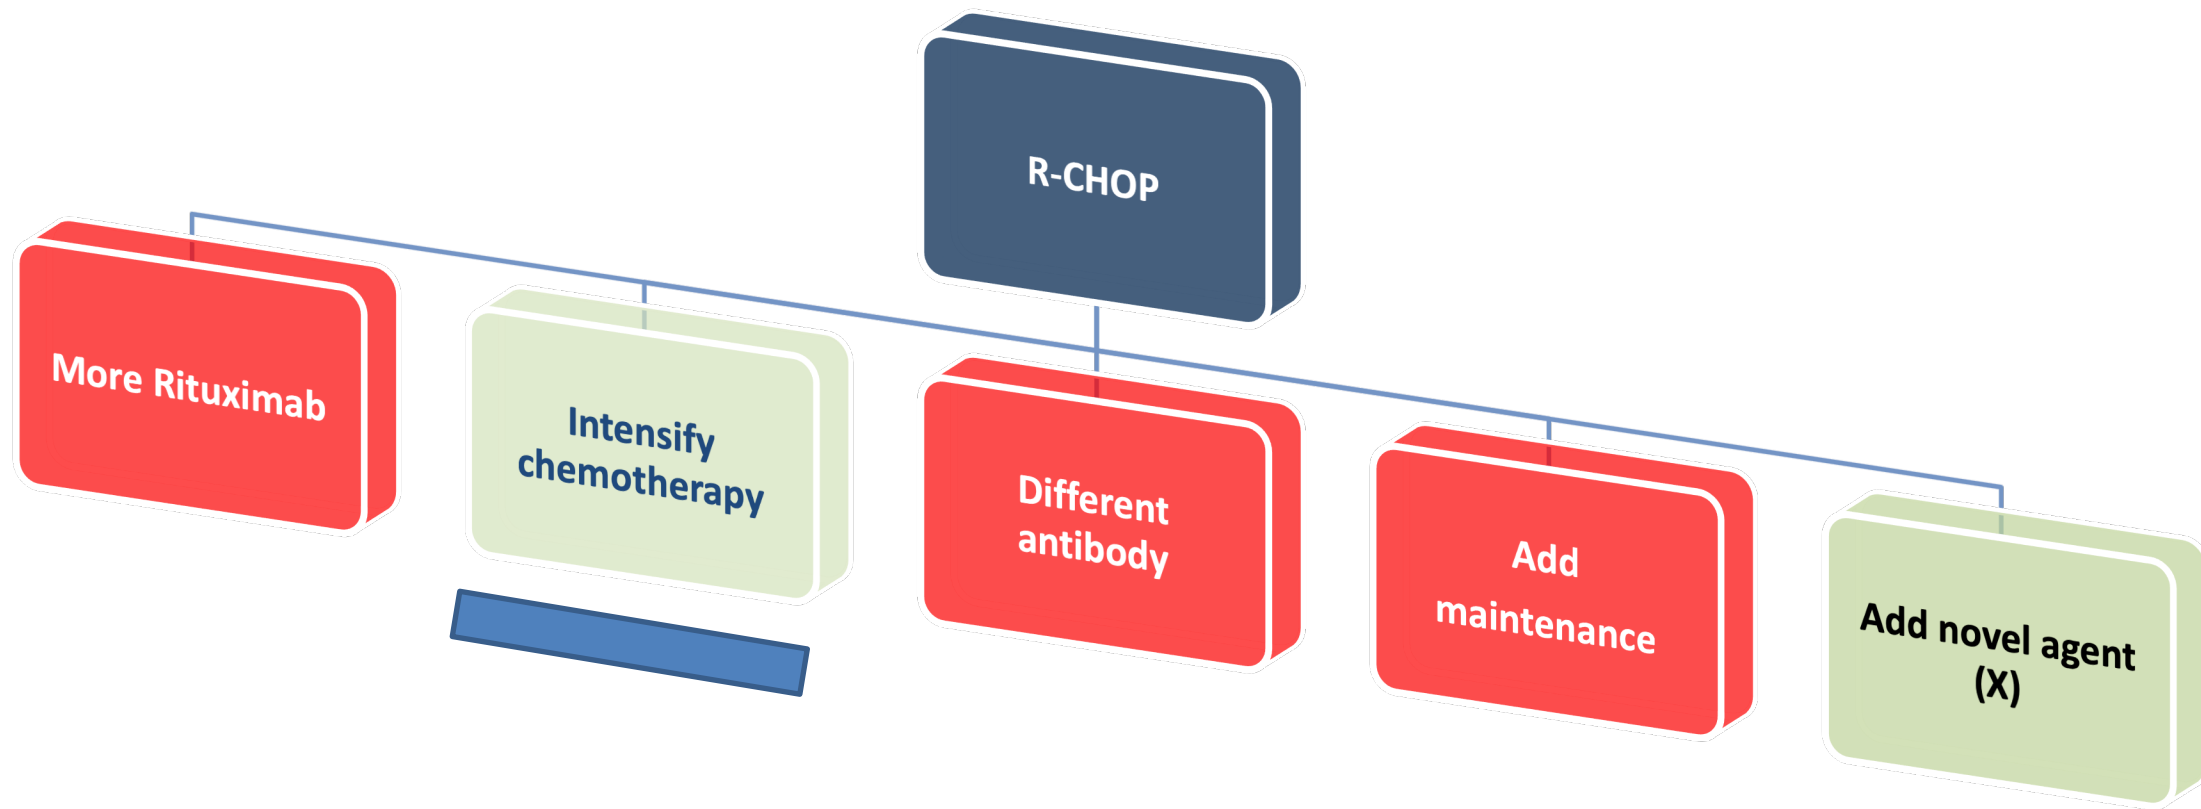 R-CHOP
More Rituximab
Intensify
chemotherapy
Different
antibody
Add
maintenance
Add novel agent
(X)